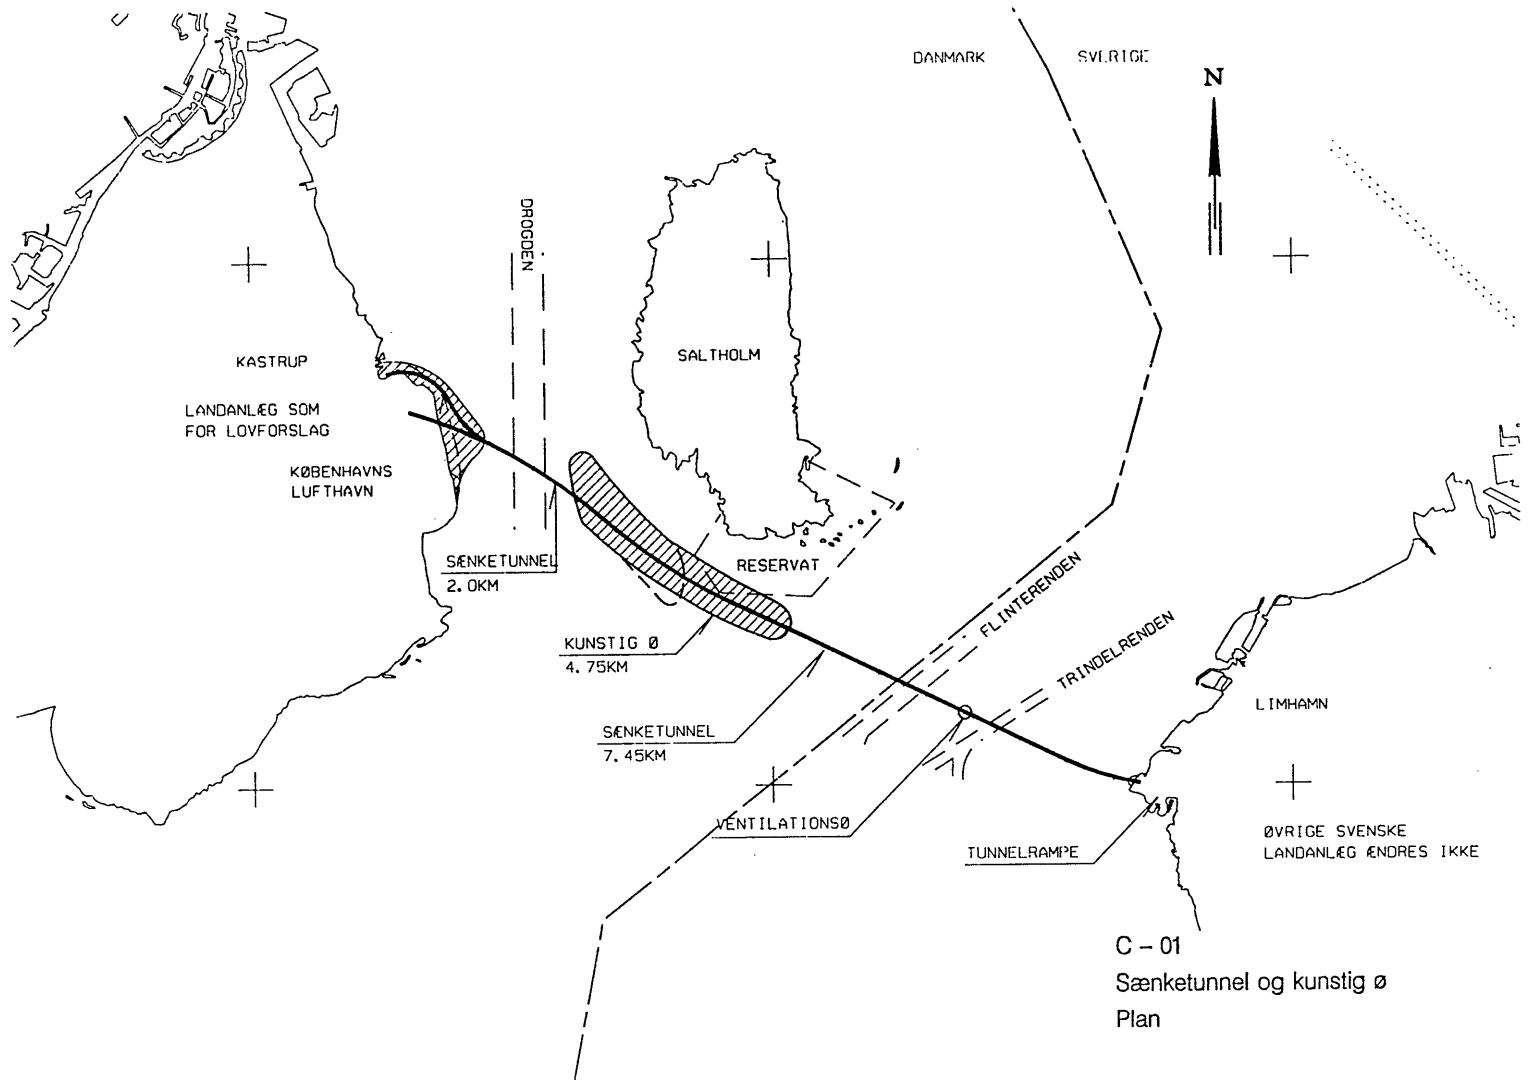 DANMARK
SVERIGE
N
DROGDEN
KASTRUP
SALTHOLM
LANDANLÆG SOM
FOR LOVFORSLAG
KØBENHAVNS
LUFTHAVN
SÆNKETUNNEL
2.0KM
RESERVAT
FLINTERENDEN
TRINDELRENDEN
KUNSTIG Ø
4.75KM
LIMHAMN
SÆNKETUNNEL
7.45KM
VENTILATIONSØ
TUNNELRAMPE
ØVRIGE SVENSKE
LANDANLÆG ÆNDRES IKKE
C – 01
Sænketunnel og kunstig ø
Plan